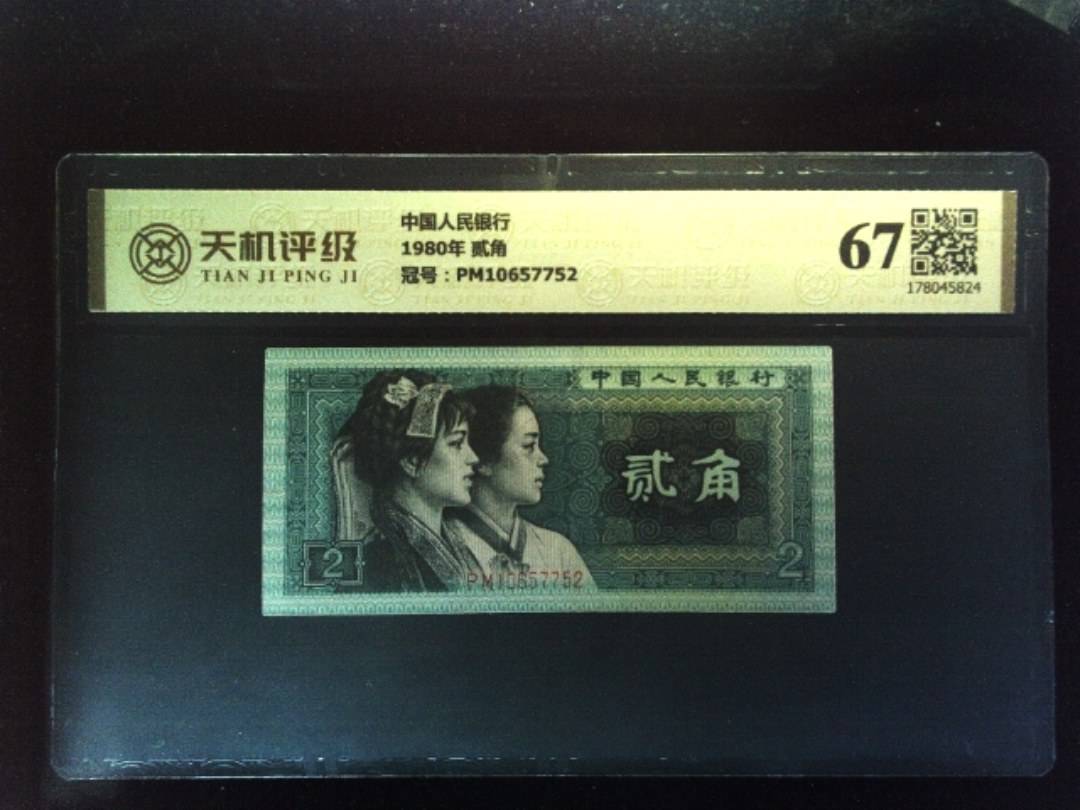 天机评级
TIAN JI PING JI
中国人民银行
1980年 贰角
冠号：PM10657752
67
178045824
中国人民银行
贰角
2
2
PM10657752